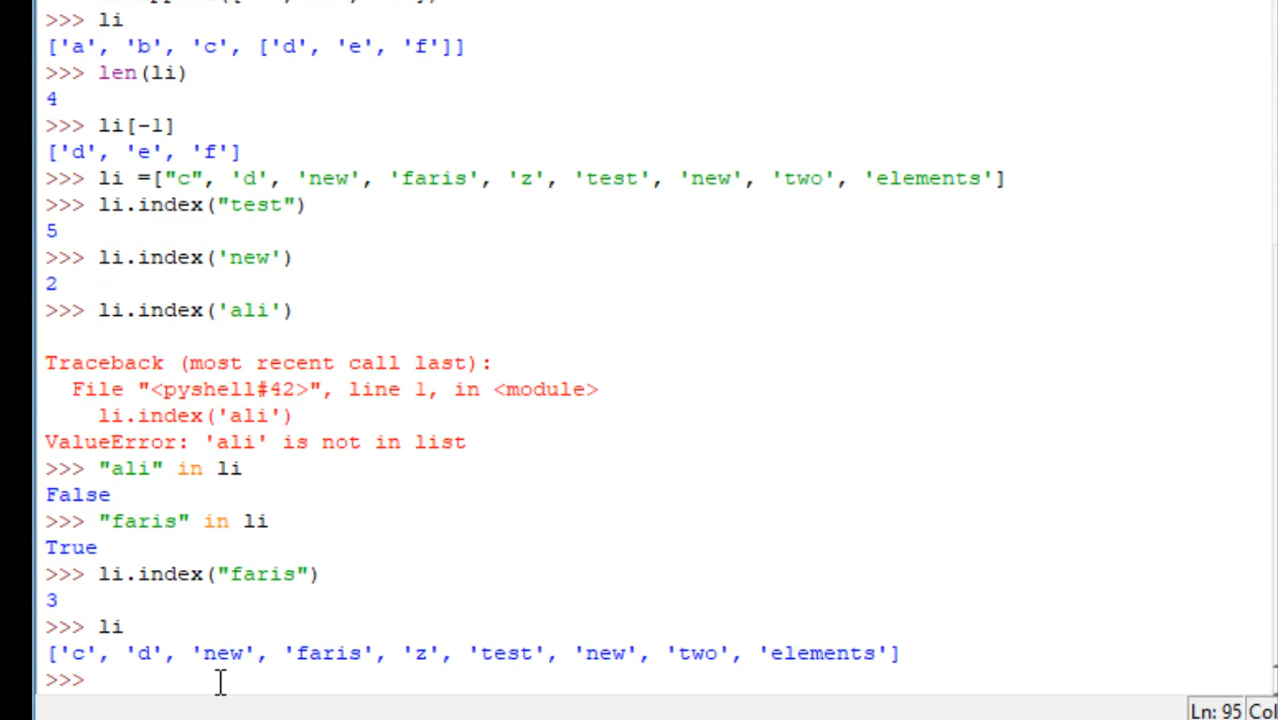 >>> li
['a', 'b', 'c', ['d', 'e', 'f']]
>>> len(li)
4
>>> li[-1]
['d', 'e', 'f']
>>> li =["c", 'd', 'new', 'faris', 'z', 'test', 'new', 'two', 'elements']
>>> li.index("test")
5
>>> li.index('new')
2
>>> li.index('ali')
Traceback (most recent call last):
  File "<pyshell#42>", line 1, in <module>
    li.index('ali')
ValueError: 'ali' is not in list
>>> "ali" in li
False
>>> "faris" in li
True
>>> li.index("faris")
3
>>> li
['c', 'd', 'new', 'faris', 'z', 'test', 'new', 'two', 'elements']
>>>
Ln: 95 Col